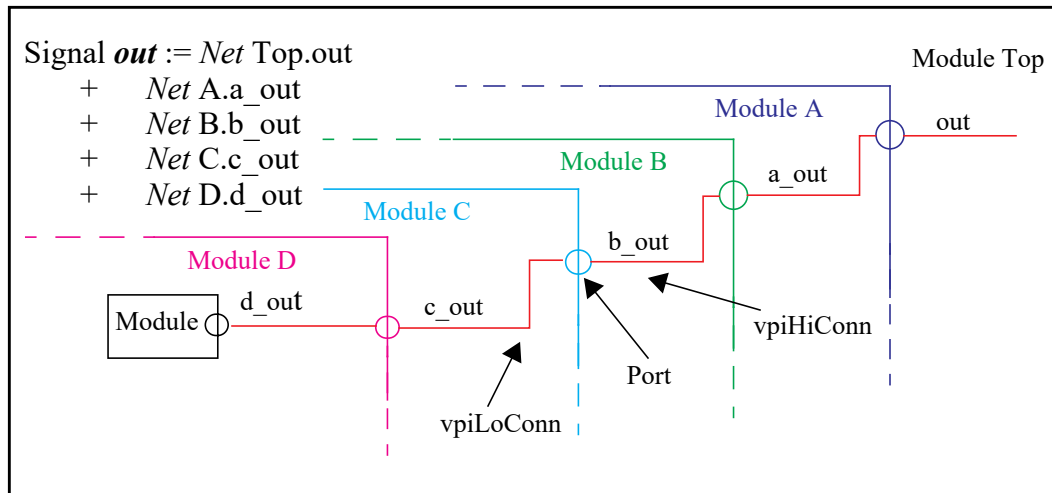 Signal out := Net Top.out
+ Net A.a_out
+ Net B.b_out
+ Net C.c_out
+ Net D.d_out
Module Top
Module A
out
Module B
a_out
Module C
b_out
Module D
d_out
c_out
Module
vpiHiConn
Port
vpiLoConn